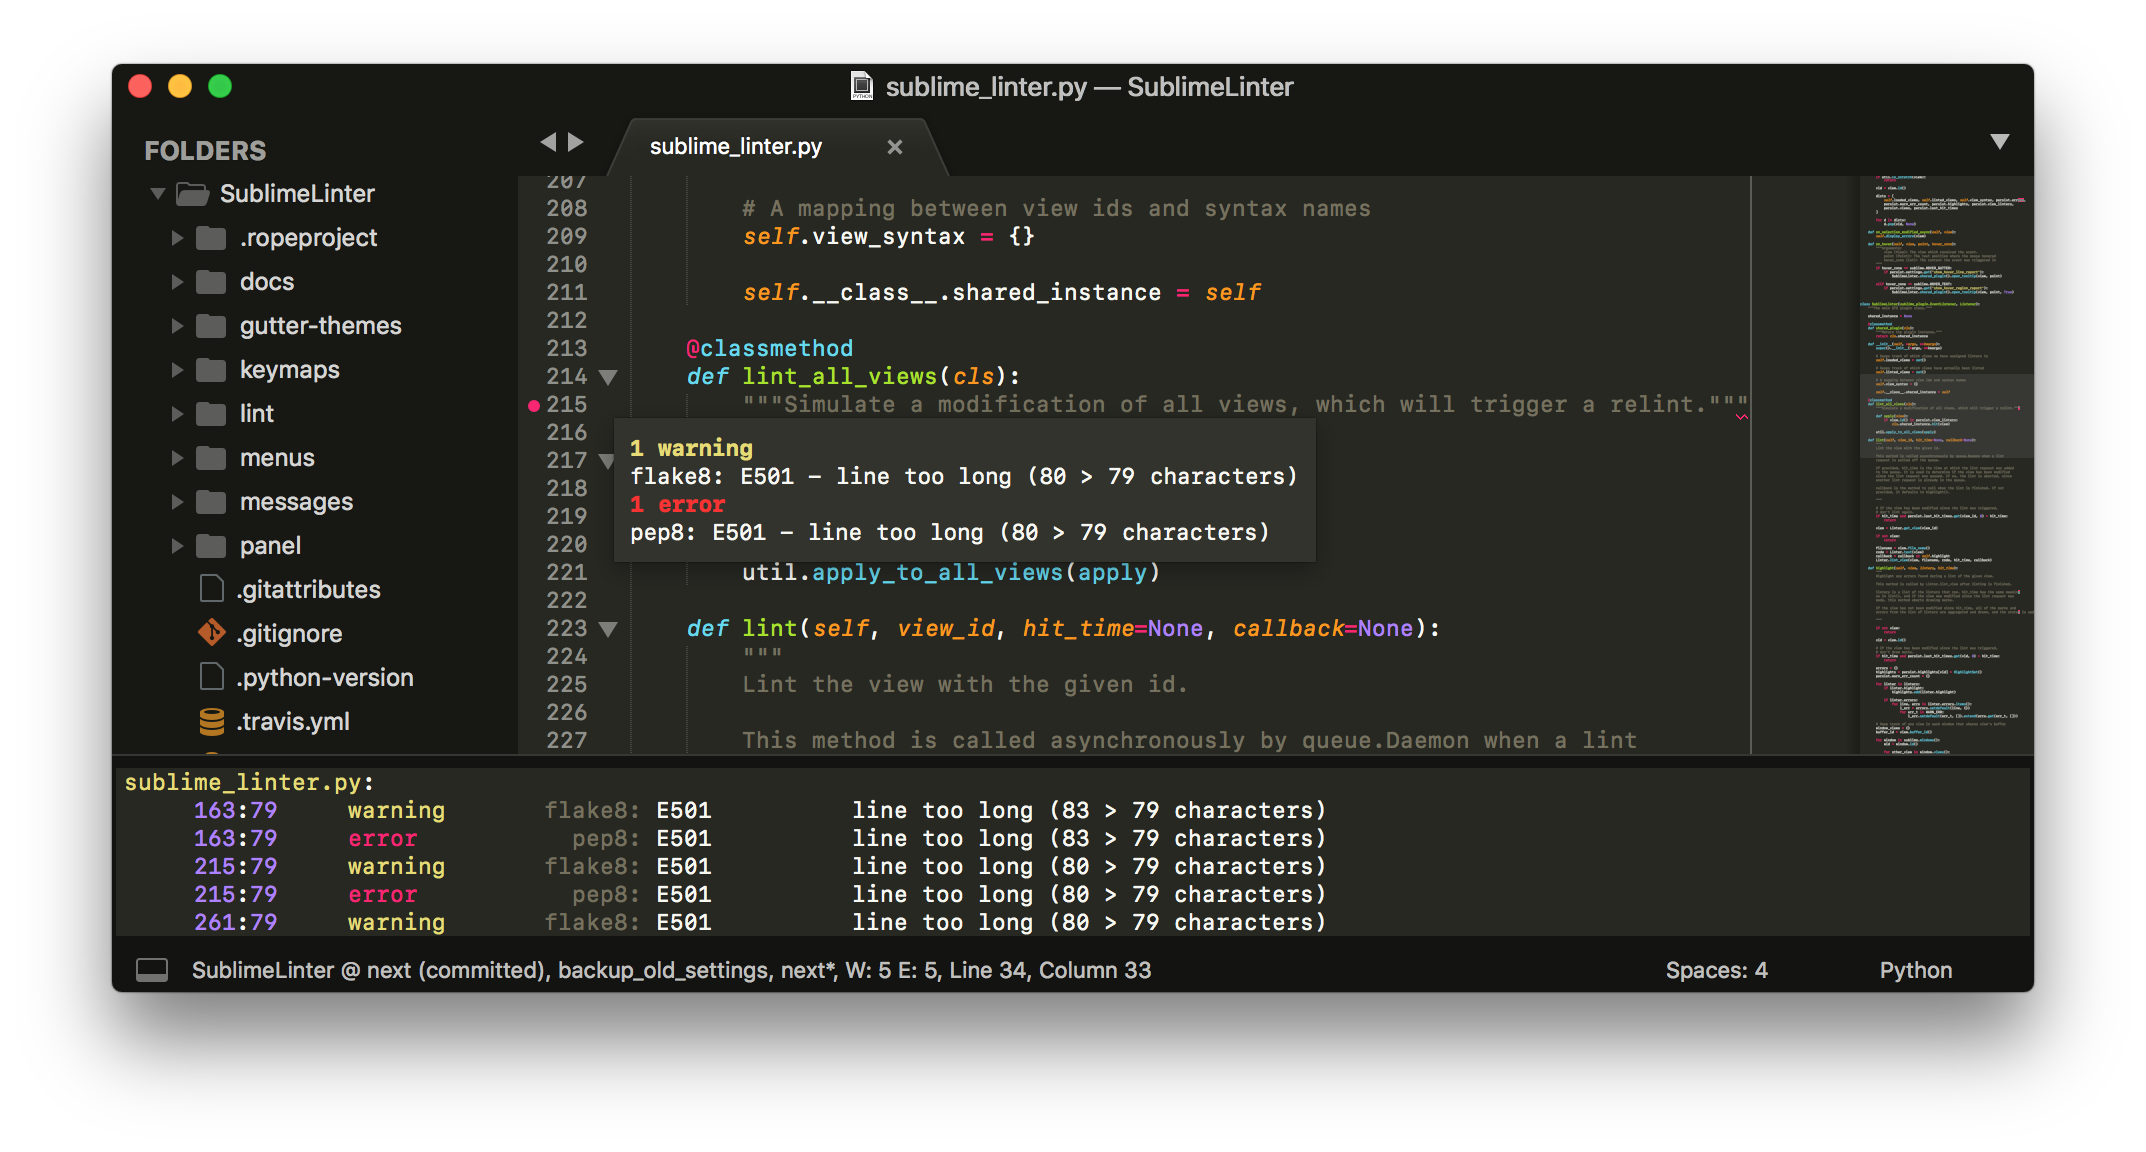 sublime_linter.py — SublimeLinter
FOLDERS
SublimeLinter
.ropeproject
docs
gutter-themes
keymaps
lint
menus
messages
panel
.gitattributes
.gitignore
.python-version
.travis.yml
sublime_linter.py ×
207
208 # A mapping between view ids and syntax names
209 self.view_syntax = {}
210
211 self.__class__.shared_instance = self
212
213 @classmethod
214 def lint_all_views(cls):
215 """Simulate a modification of all views, which will trigger a relint."""
216
217
218
219
220
1 warning
flake8: E501 – line too long (80 > 79 characters)
1 error
pep8: E501 – line too long (80 > 79 characters)
221 util.apply_to_all_views(apply)
222
223 def lint(self, view_id, hit_time=None, callback=None):
224 """
225 Lint the view with the given id.
226
227 This method is called asynchronously by queue.Daemon when a lint
sublime_linter.py:
163:79 warning flake8: E501 line too long (83 > 79 characters)
163:79 error pep8: E501 line too long (83 > 79 characters)
215:79 warning flake8: E501 line too long (80 > 79 characters)
215:79 error pep8: E501 line too long (80 > 79 characters)
261:79 warning flake8: E501 line too long (80 > 79 characters)
SublimeLinter @ next (committed), backup_old_settings, next*, W: 5 E: 5, Line 34, Column 33
Spaces: 4
Python